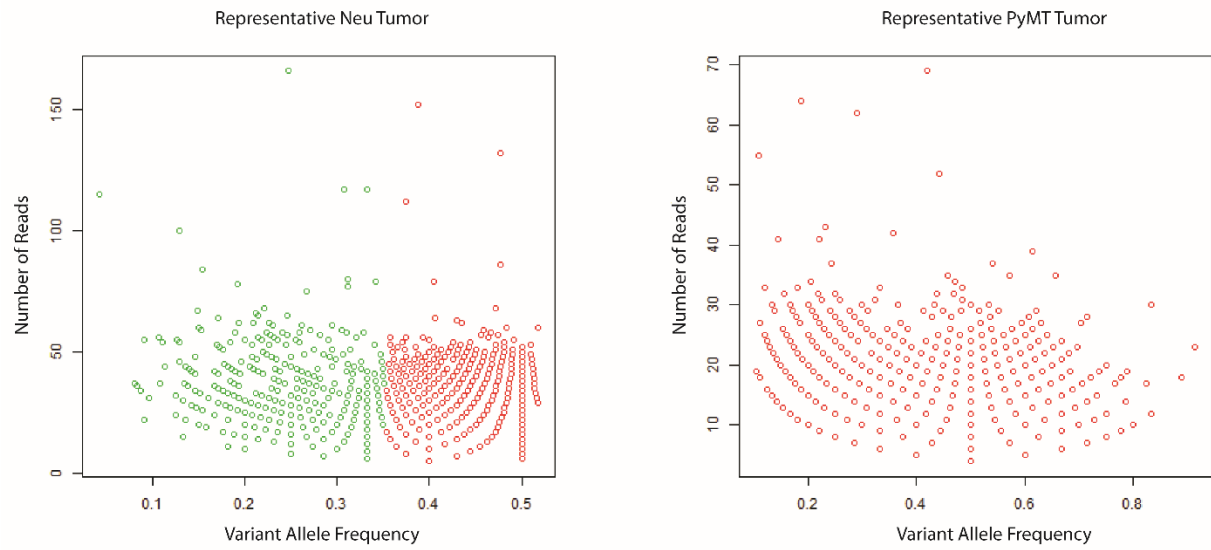 Representative Neu Tumor
Number of Reads
150
100
50
0
0.1 0.2 0.3 0.4 0.5
Variant Allele Frequency
Representative PyMT Tumor
Number of Reads
70
60
50
40
30
20
10
0.2 0.4 0.6 0.8
Variant Allele Frequency